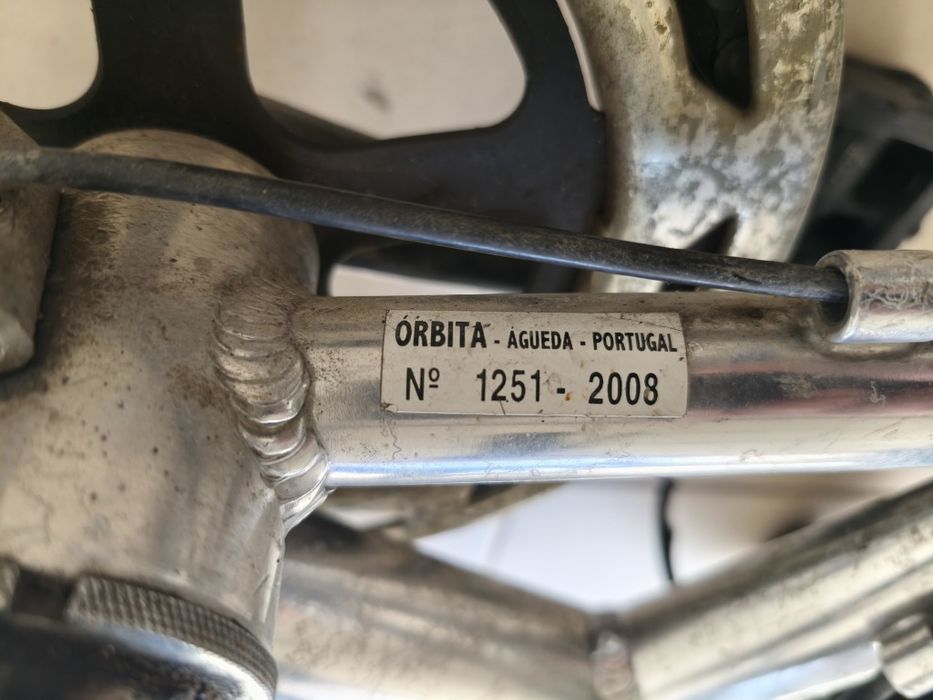 ÓRBITA - ÁGUEDA - PORTUGAL
Nº 1251 - 2008